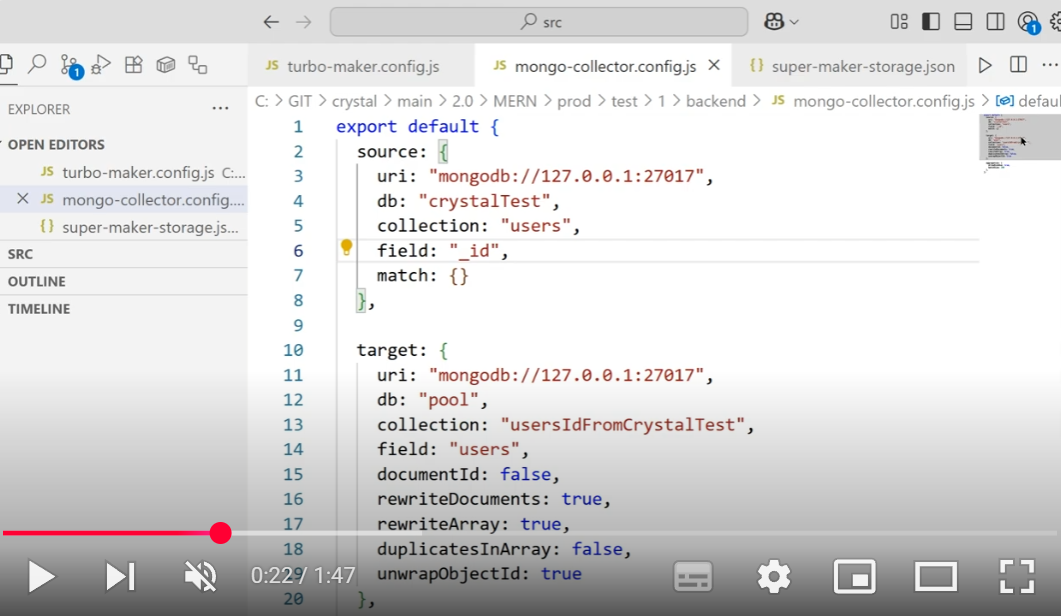 src
1
1
turbo-maker.config.js
mongo-collector.config.js
super-maker-storage.json
EXPLORER
C: > GIT > crystal > main > 2.0 > MERN > prod > test > 1 > backend > JS mongo-collector.config.js >
OPEN EDITORS
JS turbo-maker.config.js C:...
JS mongo-collector.config....
{} super-maker-storage.js...
SRC
OUTLINE
TIMELINE
1 export default {
2 source: {
3 uri: "mongodb://127.0.0.1:27017",
4 db: "crystalTest",
5 collection: "users",
6 field: "_id",
7 match: {}
8 },
9
10 target: {
11 uri: "mongodb://127.0.0.1:27017",
12 db: "pool",
13 collection: "usersIdFromCrystalTest",
14 field: "users",
15 documentId: false,
16 rewriteDocuments: true,
17 rewriteArray: true,
18 duplicatesInArray: false,
19 unwrapObjectId: true
20 },
0:22 / 1:47